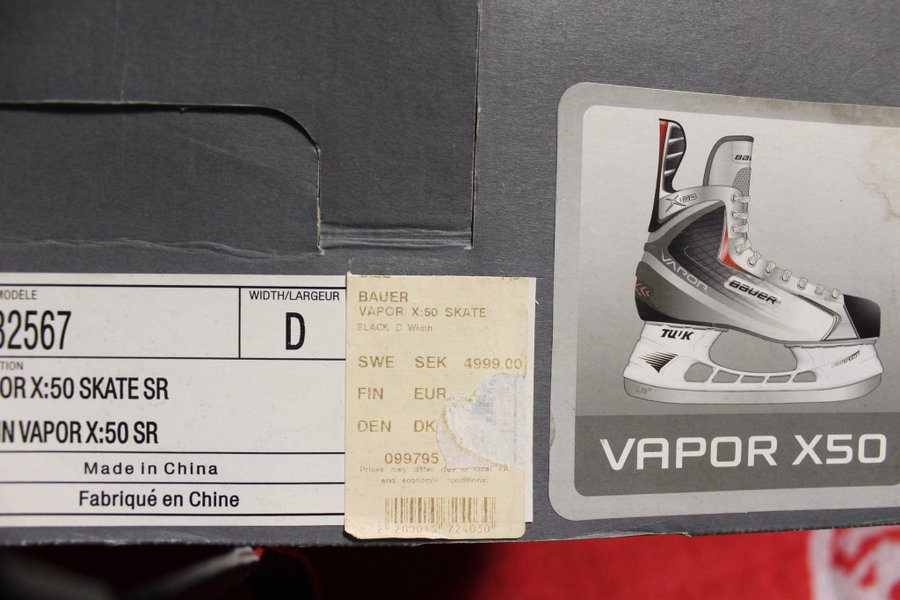 MODÈLE
32567
WIDTH/LARGEUR
D
OR X:50 SKATE SR
IN VAPOR X:50 SR
Made in China
Fabriqué en Chine
BAUER
VAPOR X:50 SKATE
BLACK D Width
SWE SEK 4999.00
FIN EUR
DEN DK
099795
Prices may differ due to local VA
and economic conditions.
VAPOR
BAUER
TUUK
VAPOR X50